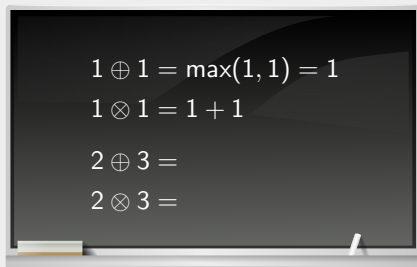 1 ⊕ 1 = max(1, 1) = 1
1 ⊗ 1 = 1 + 1
2 ⊕ 3 =
2 ⊗ 3 =